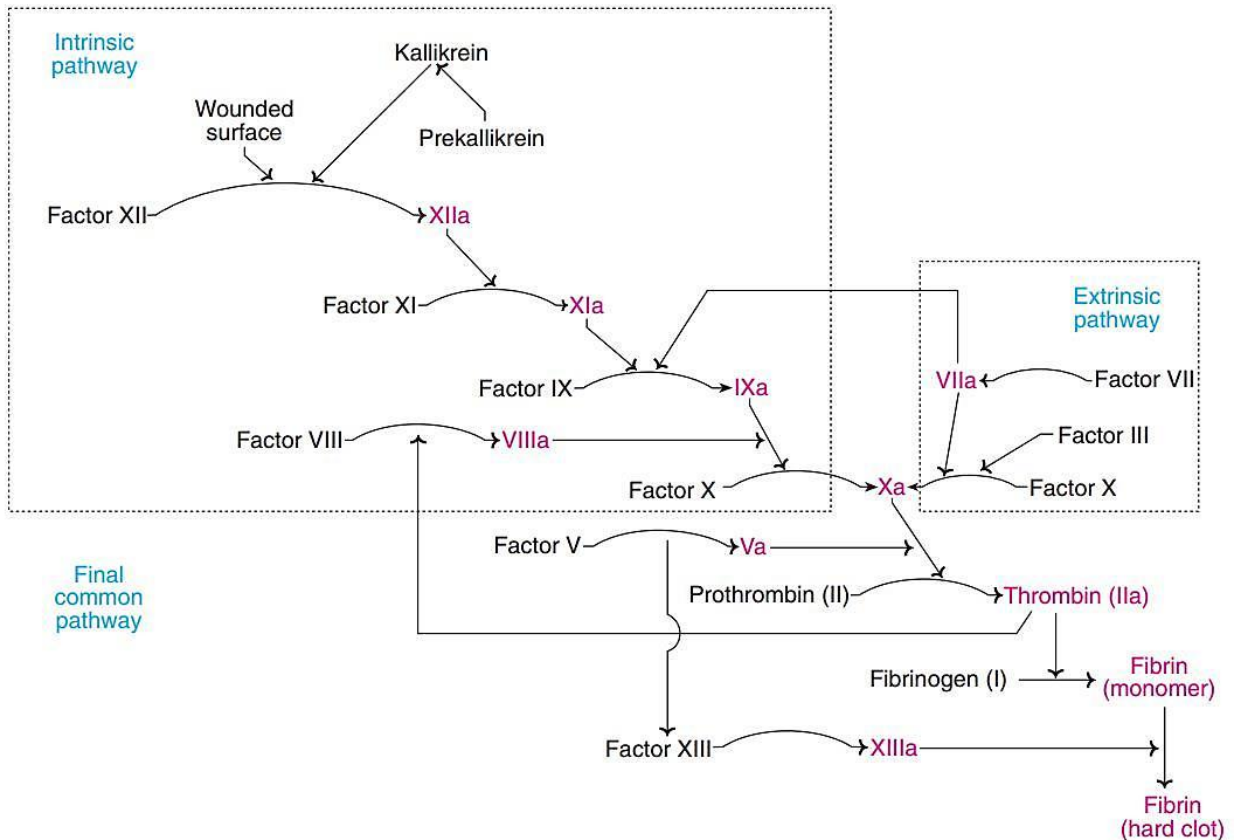 Intrinsic
pathway
Kallikrein
Wounded
surface
Prekallikrein
Factor XII
XIIa
Factor XI
XIa
Extrinsic
pathway
Factor IX
IXa
VIIa
Factor VII
Factor VIII
VIIIa
Factor III
Factor X
Xa
Factor X
Factor V
Va
Final
common
pathway
Prothrombin (II)
Thrombin (IIa)
Fibrinogen (I)
Fibrin
(monomer)
Factor XIII
XIIIa
Fibrin
(hard clot)